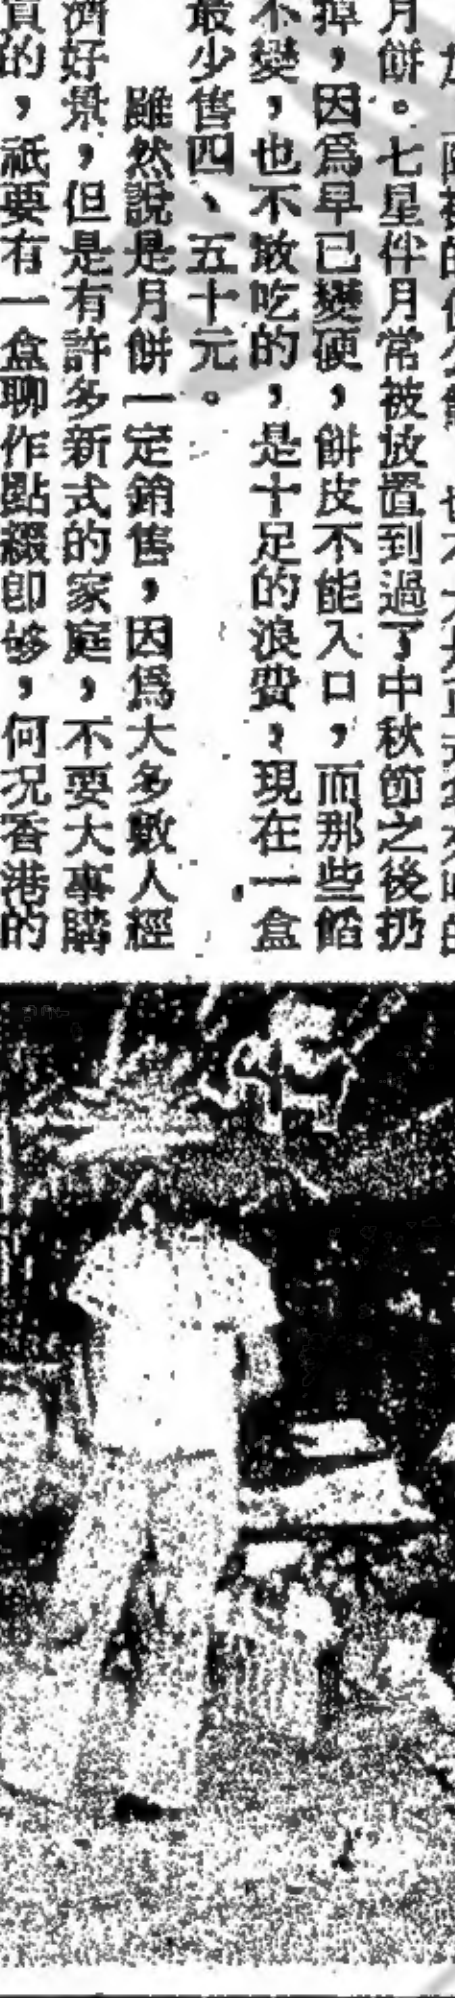 月餅。七星伴月常被放置到過了中秋節之後扔
掉，因爲早已變硬，餅皮不能入口，而那些餡
不變，也不敢吃的，是十足的浪費，現在一盒
最少售四、五十元。
雖然說是月餅一定銷售，因爲大多數人經
濟好景，但是有許多新式的家庭，不要大事購
買的，祇要有一盒聊作點綴即够，何况香港的